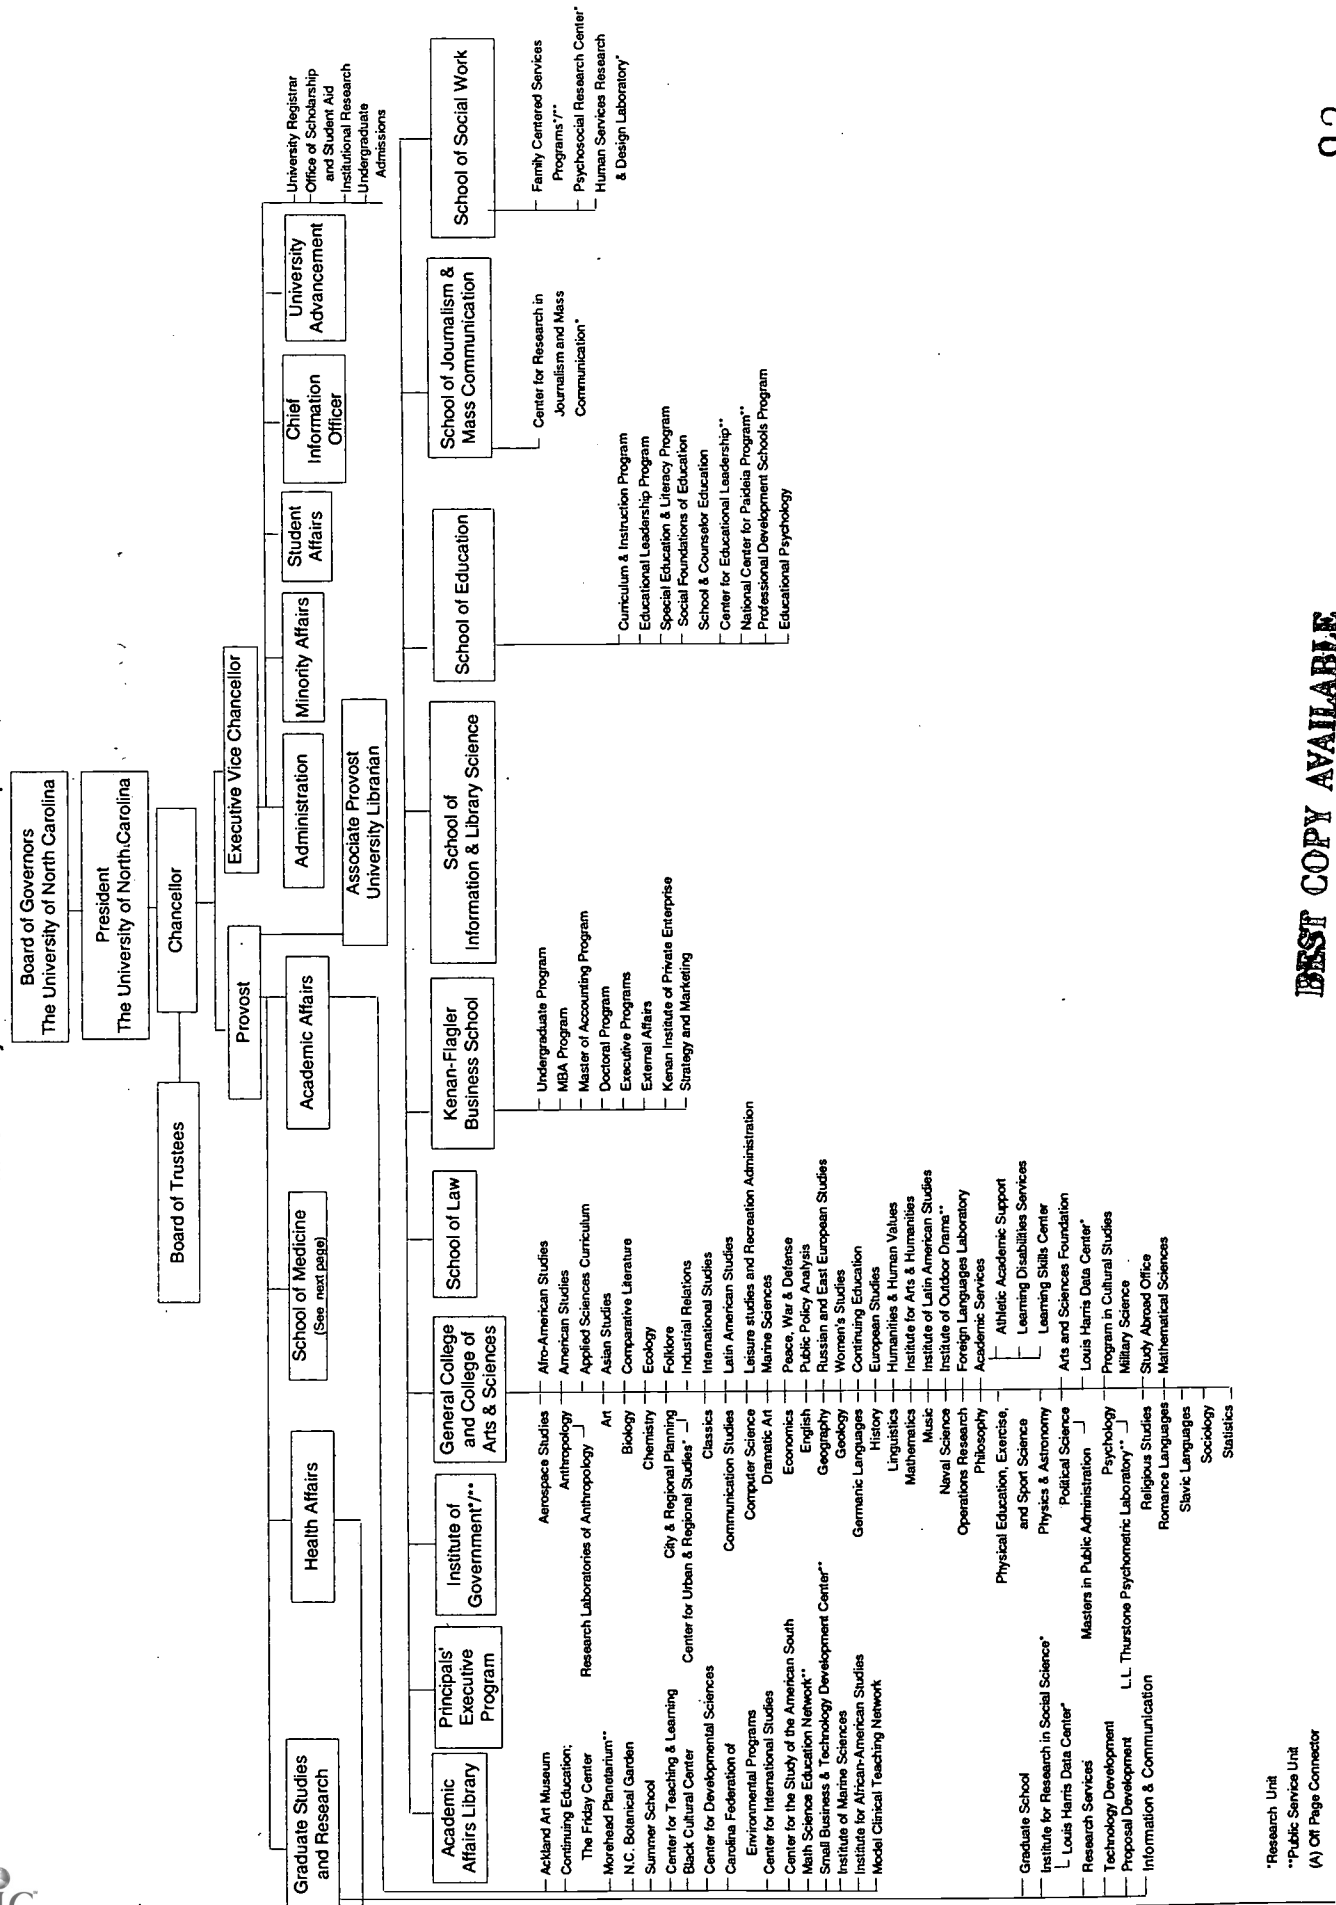 Board of Governors
The University of North Carolina
President
The University of North Carolina
Board of Trustees
Chancellor
Provost
Executive Vice Chancellor
Graduate Studies
and Research
Health Affairs
School of Medicine
(See next page)
Academic Affairs
Administration
Minority Affairs
Student
Affairs
Chief
Information
Officer
University
Advancement
University Registrar
Office of Scholarship
and Student Aid
Institutional Research
Undergraduate
Admissions
Associate Provost
University Librarian
Academic
Affairs Library
Principals'
Executive
Program
Institute of
Government*/**
General College
and College of
Arts & Sciences
School of Law
Kenan-Flagler
Business School
School of
Information & Library Science
School of Education
School of Journalism &
Mass Communication
School of Social Work
Ackland Art Museum
Continuing Education;
The Friday Center
Morehead Planetarium**
N.C. Botanical Garden
Summer School
Center for Teaching & Learning
Black Cultural Center
Center for Developmental Sciences
Carolina Federation of
Environmental Programs
Center for International Studies
Center for the Study of the American South
Math Science Education Network**
Small Business & Technology Development Center**
Institute of Marine Sciences
Institute for African-American Studies
Model Clinical Teaching Network
Graduate School
Institute for Research in Social Science*
Louis Harris Data Center*
Research Services
Technology Development
Proposal Development
Information & Communication
Aerospace Studies
Anthropology
Research Laboratories of Anthropology
Art
Biology
Chemistry
City & Regional Planning
Center for Urban & Regional Studies*
Classics
Communication Studies
Computer Science
Dramatic Art
Economics
English
Geography
Geology
Germanic Languages
History
Linguistics
Mathematics
Music
Naval Science
Operations Research
Philosophy
Physical Education, Exercise,
and Sport Science
Physics & Astronomy
Political Science
Masters in Public Administration
Psychology
L.L. Thurstone Psychometric Laboratory**
Religious Studies
Romance Languages
Slavic Languages
Sociology
Statistics
Afro-American Studies
American Studies
Applied Sciences Curriculum
Asian Studies
Comparative Literature
Ecology
Folklore
Industrial Relations
International Studies
Latin American Studies
Leisure studies and Recreation Administration
Marine Sciences
Peace, War & Defense
Public Policy Analysis
Russian and East European Studies
Women's Studies
Continuing Education
European Studies
Humanities & Human Values
Institute for Arts & Humanities
Institute of Latin American Studies
Institute of Outdoor Drama**
Foreign Languages Laboratory
Academic Services
Athletic Academic Support
Learning Disabilities Services
Learning Skills Center
Arts and Sciences Foundation
Louis Harris Data Center*
Program in Cultural Studies
Military Science
Study Abroad Office
Mathematical Sciences
Undergraduate Program
MBA Program
Master of Accounting Program
Doctoral Program
Executive Programs
External Affairs
Kenan Institute of Private Enterprise
Strategy and Marketing
Curriculum & Instruction Program
Educational Leadership Program
Special Education & Literacy Program
Social Foundations of Education
School & Counselor Education
Center for Educational Leadership**
National Center for Paideia Program**
Professional Development Schools Program
Educational Psychology
Center for Research in
Journalism and Mass
Communication*
Family Centered Services
Programs*/**
Psychosocial Research Center*
Human Services Research
& Design Laboratory*
*Research Unit
**Public Service Unit
(A) Off Page Connector
BEST COPY AVAILABLE